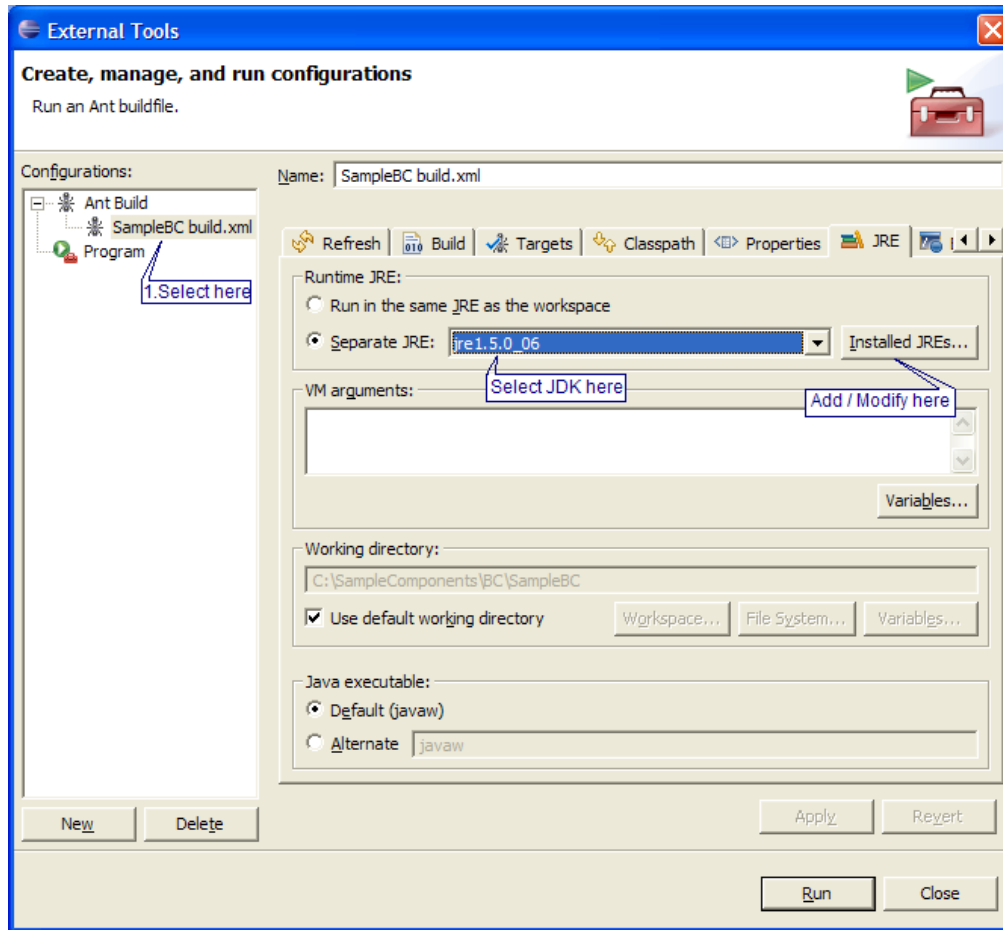 External Tools
Create, manage, and run configurations
Run an Ant buildfile.
Configurations:
Ant Build
SampleBC build.xml
Program
1.Select here
New
Delete
Name: SampleBC build.xml
Refresh Build Targets Classpath Properties JRE
Runtime JRE:
Run in the same JRE as the workspace
Separate JRE: jre1.5.0_06 Installed JREs...
Select JDK here
Add / Modify here
VM arguments:
Variables...
Working directory:
C:\SampleComponents\BC\SampleBC
Use default working directory Workspace... File System... Variables...
Java executable:
Default (javaw)
Alternate javaw
Apply Revert
Run Close